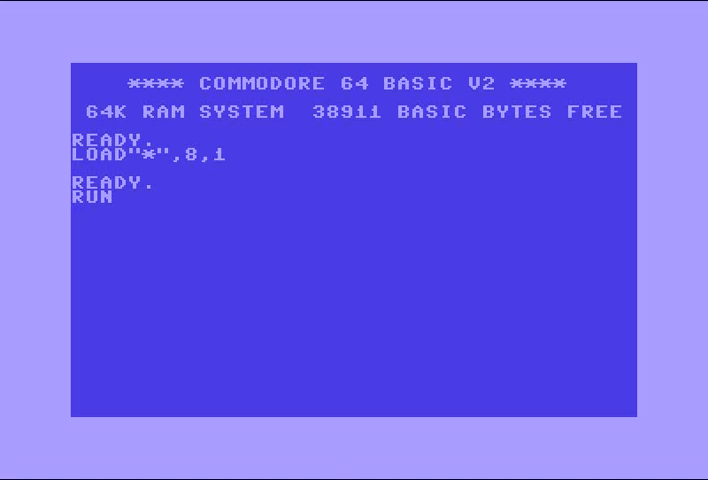 **** COMMODORE 64 BASIC V2 ****
64K RAM SYSTEM  38911 BASIC BYTES FREE
READY.
LOAD"*",8,1
READY.
RUN